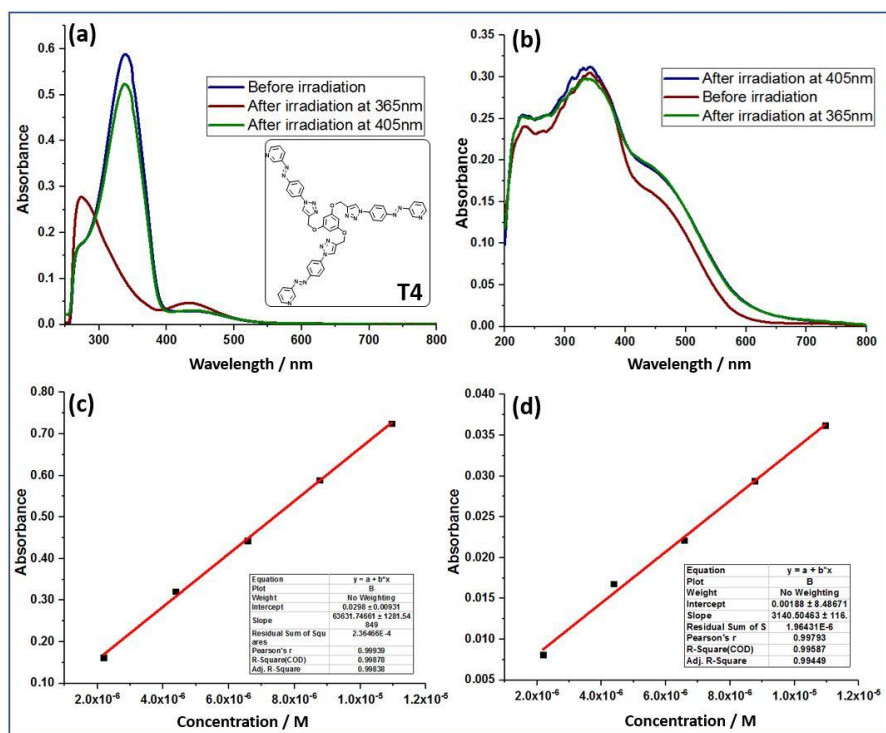 (a)
Before irradiation
After irradiation at 365nm
After irradiation at 405nm
T4
Absorbance
0.6
0.5
0.4
0.3
0.2
0.1
0.0
300 400 500 600 700 800
Wavelength / nm
(b)
After irradiation at 405nm
Before irradiation
After irradiation at 365nm
Absorbance
0.35
0.30
0.25
0.20
0.15
0.10
0.05
0.00
200 300 400 500 600 700 800
Wavelength / nm
(c)
Absorbance
0.80
0.70
0.60
0.50
0.40
0.30
0.20
0.10
Equation y = a + b*x
Plot B
Weight No Weighting
Intercept 0.0298 ± 0.00931
Slope 63631.74661 ± 1281.54
849
Residual Sum of Squ
ares 2.36466E-4
Pearson's r 0.99939
R-Square(COD) 0.99878
Adj. R-Square 0.99838
2.0x10-6 4.0x10-6 6.0x10-6 8.0x10-6 1.0x10-5 1.2x10-5
Concentration / M
(d)
Absorbance
0.040
0.035
0.030
0.025
0.020
0.015
0.010
0.005
Equation y = a + b*x
Plot B
Weight No Weighting
Intercept 0.00188 ± 8.48671
Slope 3140.50463 ± 116.
Residual Sum of S 1.96431E-6
Pearson's r 0.99793
R-Square(COD) 0.99587
Adj. R-Square 0.99449
2.0x10-6 4.0x10-6 6.0x10-6 8.0x10-6 1.0x10-5 1.2x10-5
Concentration / M